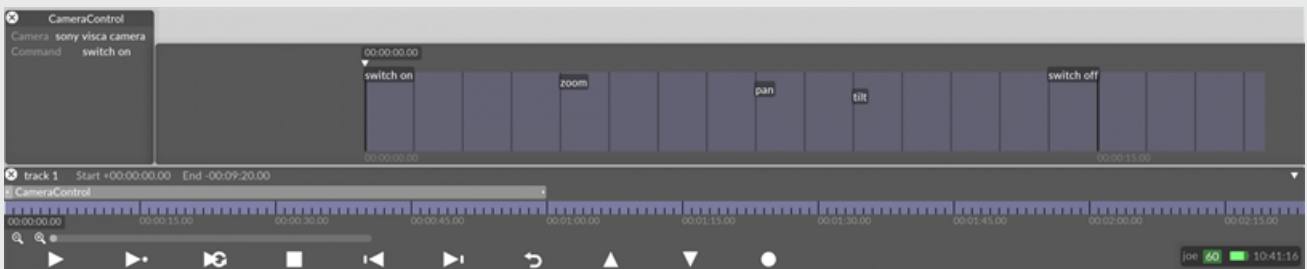 CameraControl
Camera sony visca camera
Command switch on
00:00:00.00
switch on
zoom
pan
tilt
switch off
00:00:00.00
00:00:15.00
track 1 Start +00:00:00.00 End -00:09:20.00
CameraControl
00:00:00.00 00:00:15.00 00:00:30.00 00:00:45.00 00:01:00.00 00:01:15.00 00:01:30.00 00:01:45.00 00:02:00.00 00:02:15.00
joe 60 10:41:16